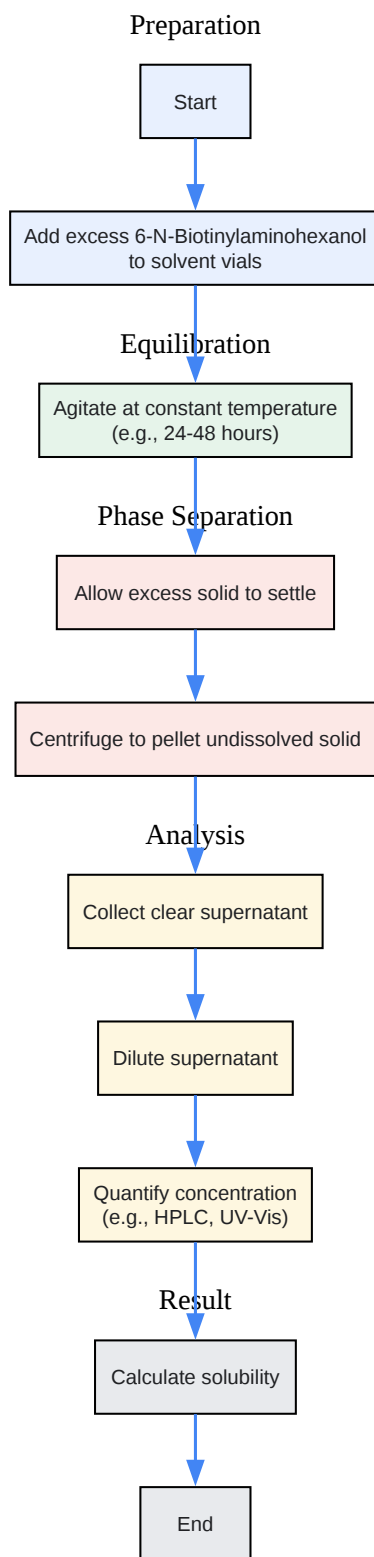 Preparation
Start
Add excess 6-N-Biotinylaminohexanol
to solvent vials
Equilibration
Agitate at constant temperature
(e.g., 24-48 hours)
Phase Separation
Allow excess solid to settle
Centrifuge to pellet undissolved solid
Analysis
Collect clear supernatant
Dilute supernatant
Quantify concentration
(e.g., HPLC, UV-Vis)
Result
Calculate solubility
End